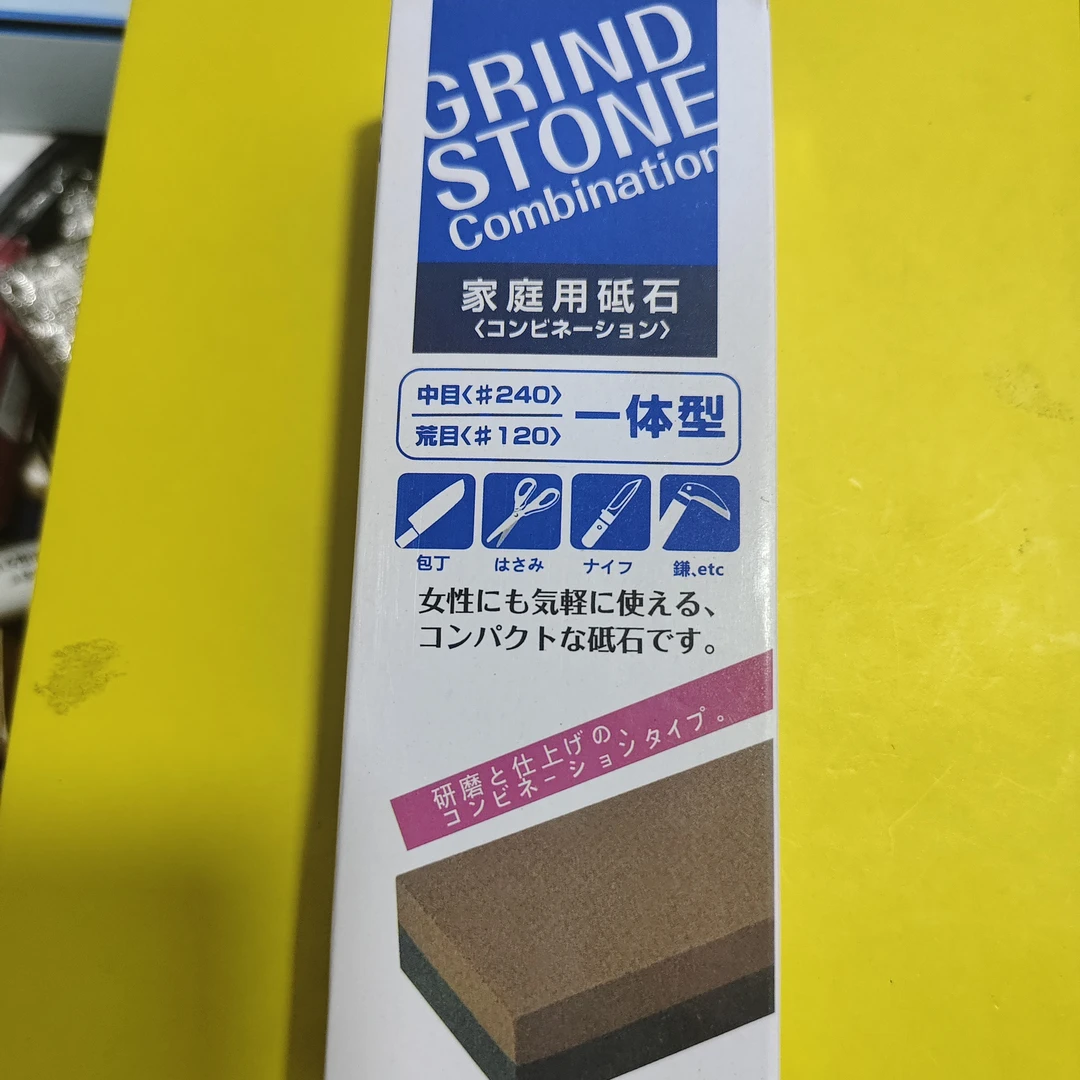 GRIND
STONE
Combination
家庭用砥石
〈コンビネーション〉
中目〈♯240〉
荒目〈♯120〉
一体型
包丁 はさみ ナイフ 鎌、etc
女性にも気軽に使える、
コンパクトな砥石です。
研磨と仕上げの、
コンビネーションタイプ。